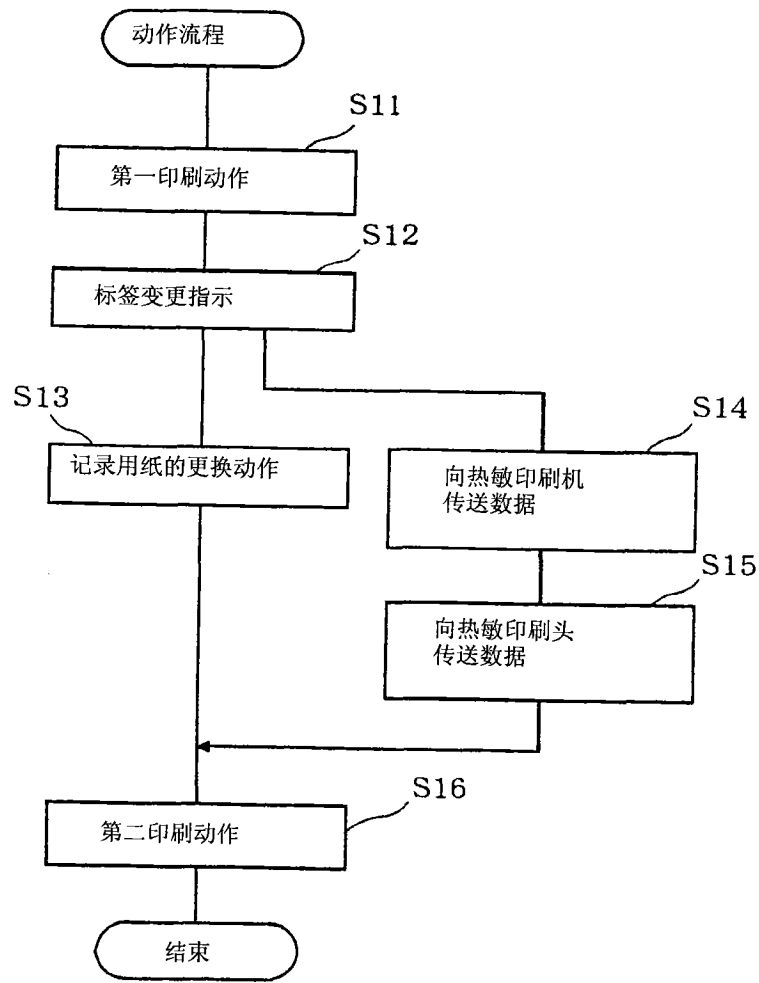 动作流程
S11
第一印刷动作
S12
标签变更指示
S13
记录用纸的更换动作
S14
向热敏印刷机
传送数据
S15
向热敏印刷头
传送数据
S16
第二印刷动作
结束